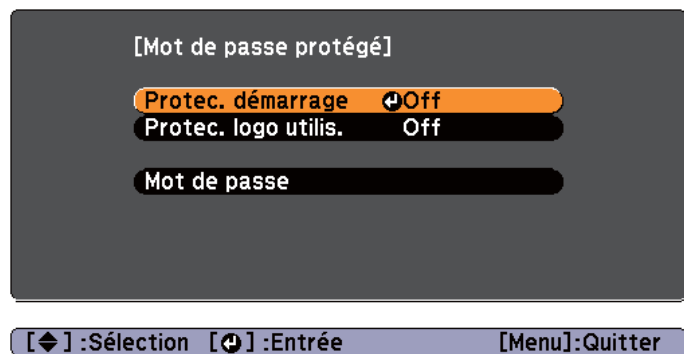 [Mot de passe protégé]
Protec. démarrage Off
Protec. logo utilis. Off
Mot de passe
[◆] :Sélection [↵] :Entrée [Menu]:Quitter